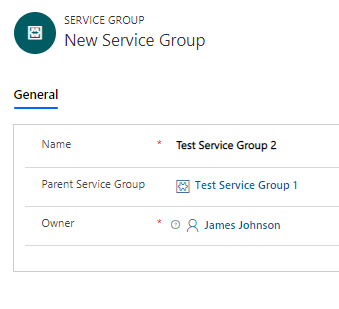 SERVICE GROUP
New Service Group
General
Name * Test Service Group 2
Parent Service Group Test Service Group 1
Owner * James Johnson